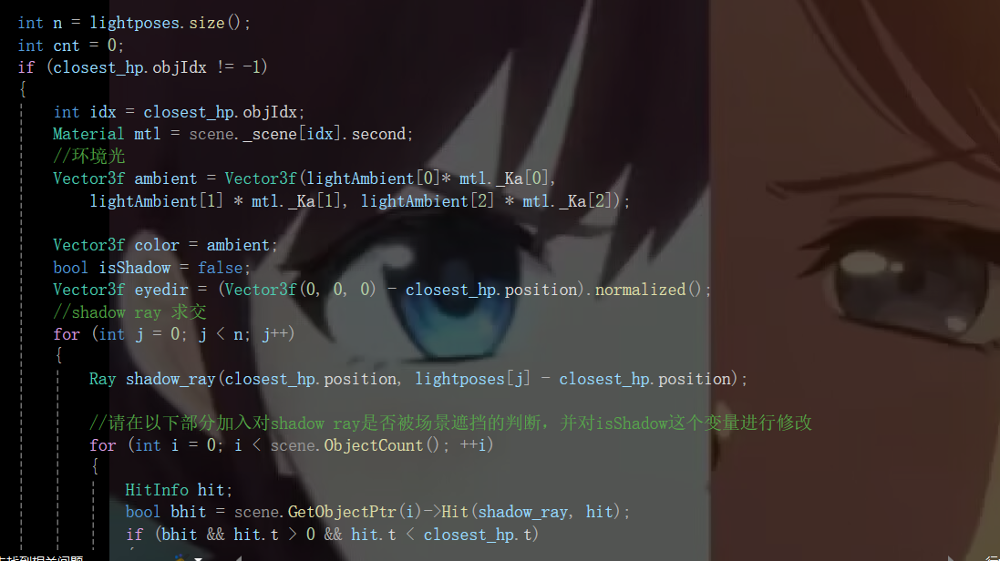 int n = lightposes.size();
int cnt = 0;
if (closest_hp.objIdx != -1)
{
int idx = closest_hp.objIdx;
Material mtl = scene._scene[idx].second;
//环境光
Vector3f ambient = Vector3f(lightAmbient[0]* mtl._Ka[0],
lightAmbient[1] * mtl._Ka[1], lightAmbient[2] * mtl._Ka[2]);
Vector3f color = ambient;
bool isShadow = false;
Vector3f eyedir = (Vector3f(0, 0, 0) - closest_hp.position).normalized();
//shadow ray 求交
for (int j = 0; j < n; j++)
{
Ray shadow_ray(closest_hp.position, lightposes[j] - closest_hp.position);
//请在以下部分加入对shadow ray是否被场景遮挡的判断，并对isShadow这个变量进行修改
for (int i = 0; i < scene.ObjectCount(); ++i)
{
HitInfo hit;
bool bhit = scene.GetObjectPtr(i)->Hit(shadow_ray, hit);
if (bhit && hit.t > 0 && hit.t < closest_hp.t)